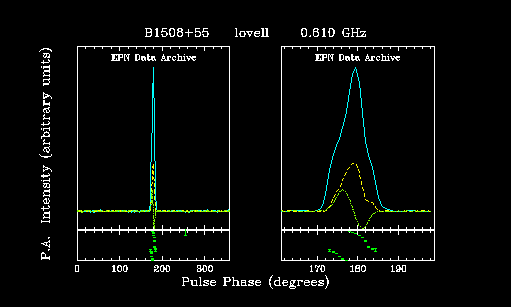 B1508+55 lovell 0.610 GHz
EPN Data Archive EPN Data Archive
P.A. Intensity (arbitrary units)
0 100 200 300 170 180 190
Pulse Phase (degrees)